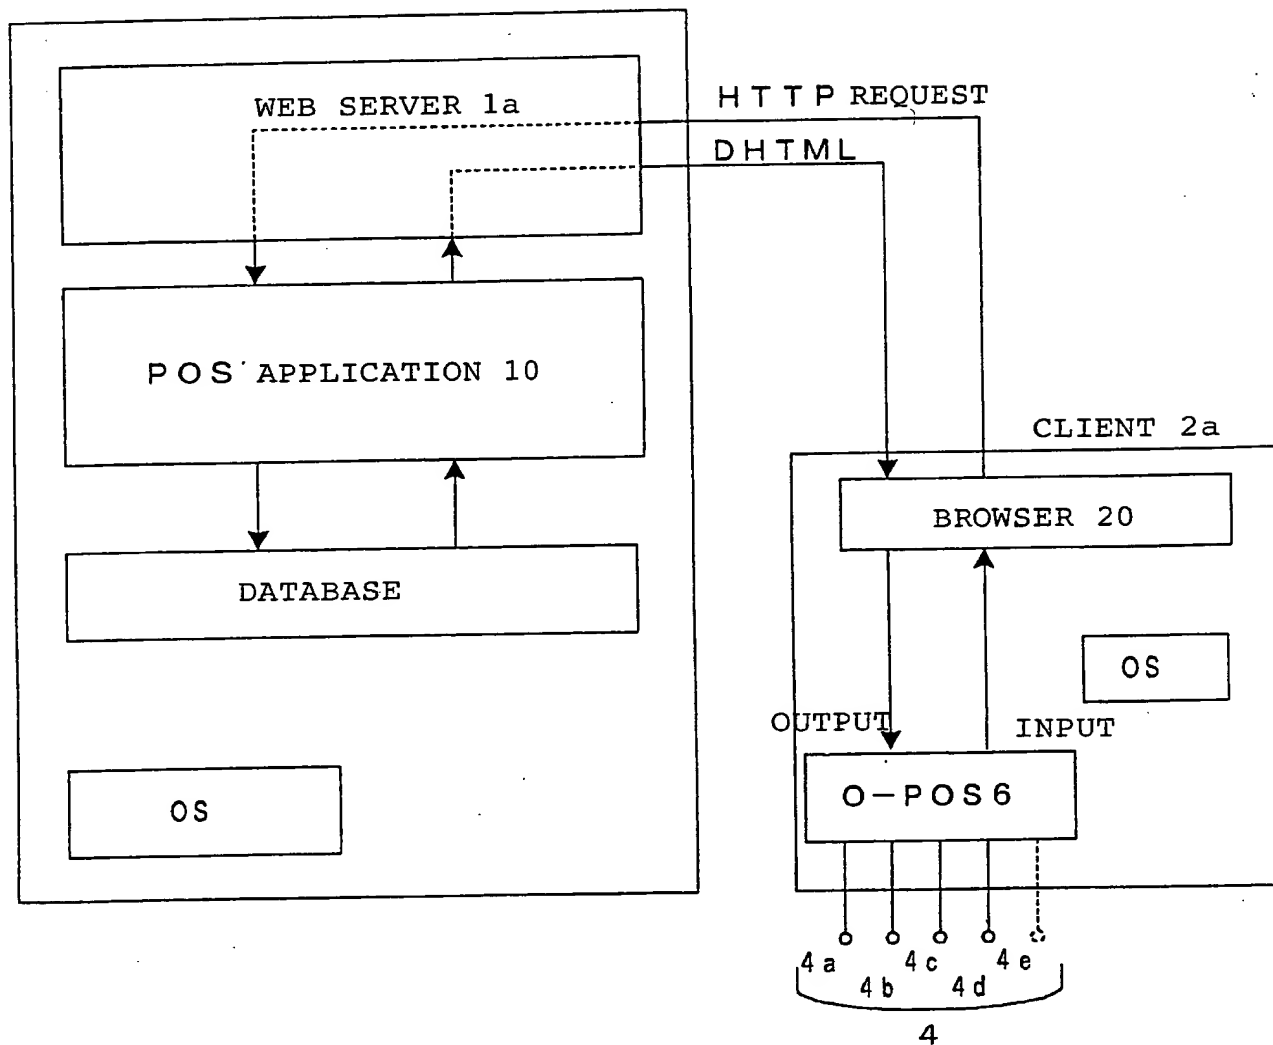 WEB SERVER 1a
HTTP REQUEST
DHTML
POS APPLICATION 10
CLIENT 2a
BROWSER 20
DATABASE
OS
OUTPUT
INPUT
O-POS6
OS
4a
4b
4c
4d
4e
4